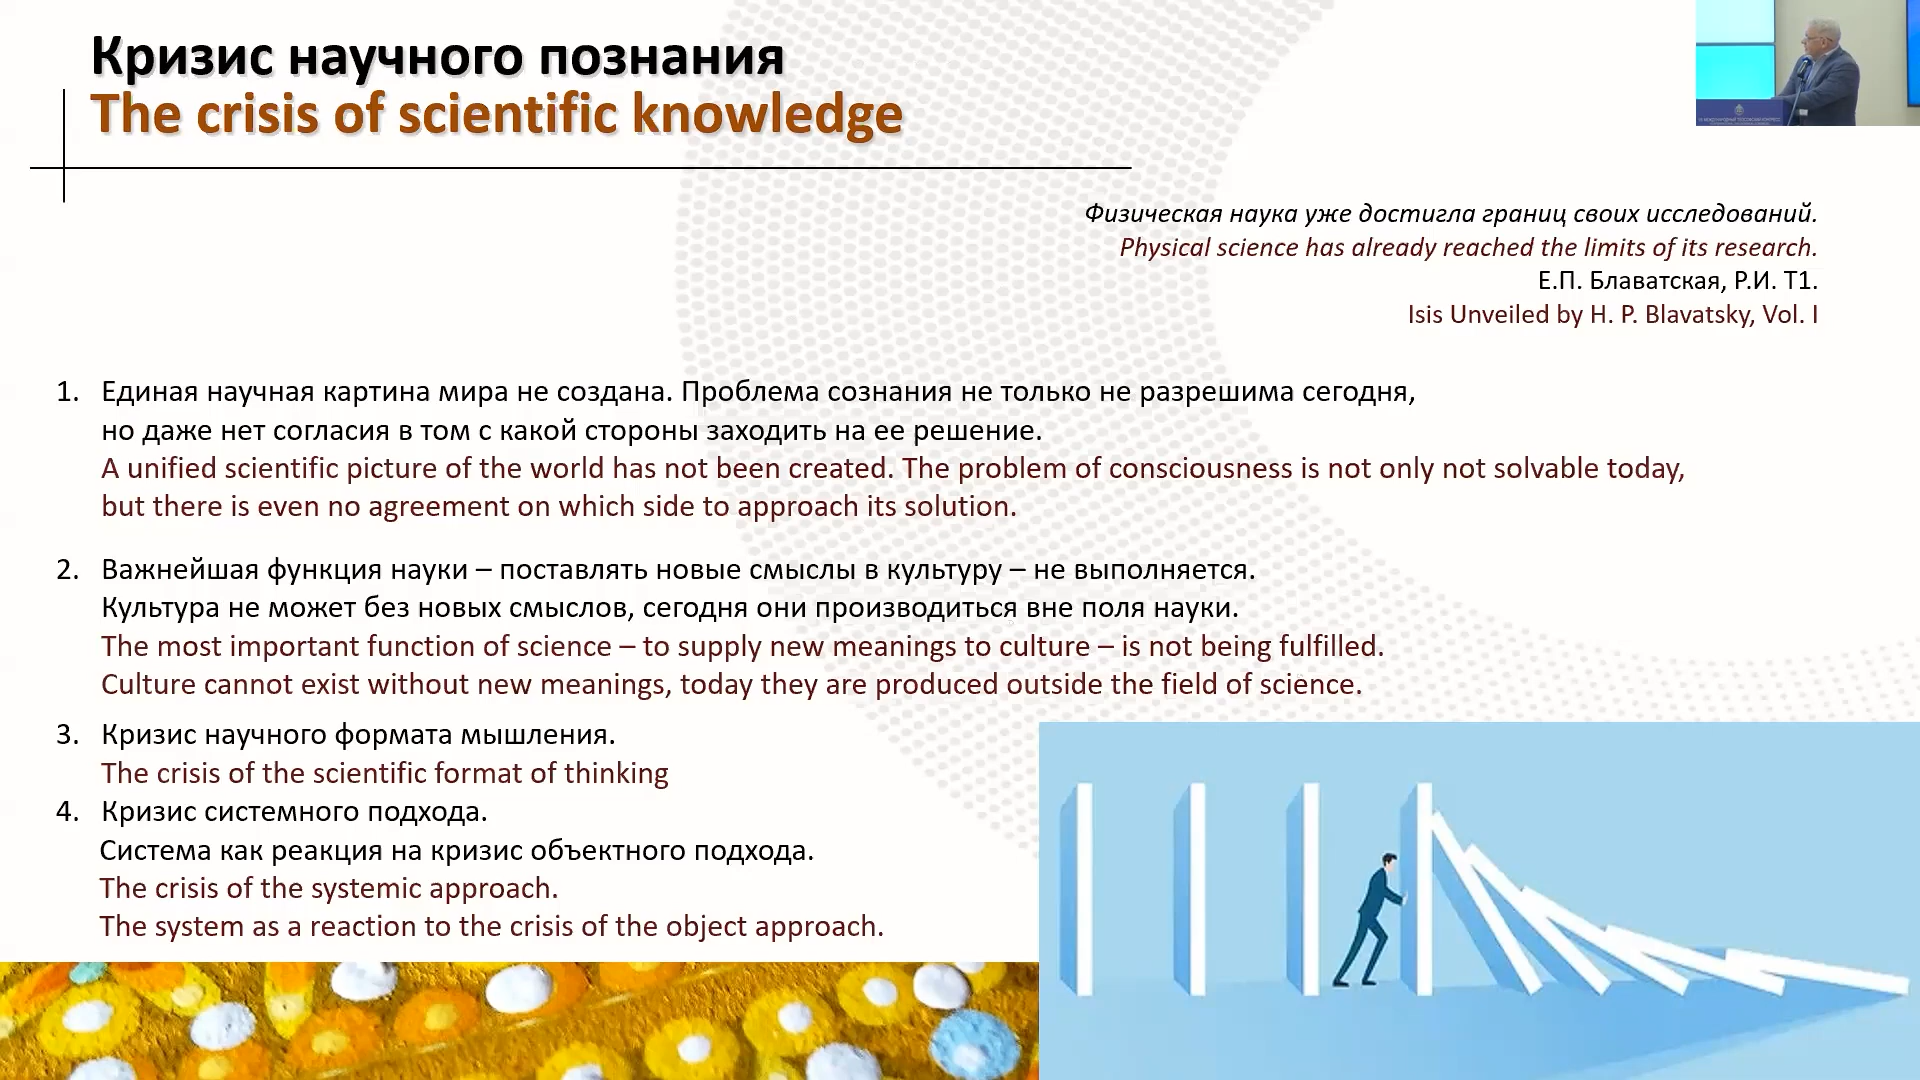 Кризис научного познания
The crisis of scientific knowledge
Физическая наука уже достигла границ своих исследований.
Physical science has already reached the limits of its research.
Е.П. Блаватская, Р.И. Т1.
Isis Unveiled by H. P. Blavatsky, Vol. I
1. Единая научная картина мира не создана. Проблема сознания не только не разрешима сегодня,
но даже нет согласия в том с какой стороны заходить на ее решение.
A unified scientific picture of the world has not been created. The problem of consciousness is not only not solvable today,
but there is even no agreement on which side to approach its solution.
2. Важнейшая функция науки – поставлять новые смыслы в культуру – не выполняется.
Культура не может без новых смыслов, сегодня они производиться вне поля науки.
The most important function of science – to supply new meanings to culture – is not being fulfilled.
Culture cannot exist without new meanings, today they are produced outside the field of science.
3. Кризис научного формата мышления.
The crisis of the scientific format of thinking
4. Кризис системного подхода.
Система как реакция на кризис объектного подхода.
The crisis of the systemic approach.
The system as a reaction to the crisis of the object approach.